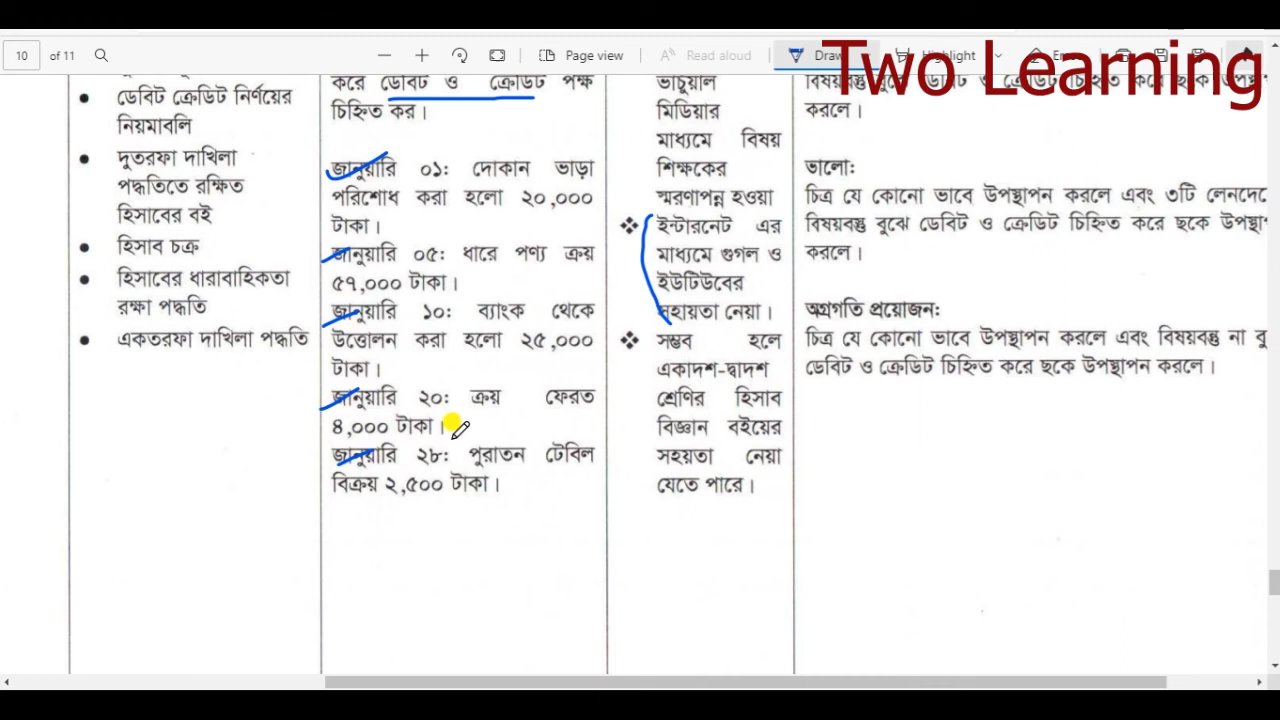 Two Learning
10 of 11
Page view
Read aloud
Draw
Highlight
ডেবিট ক্রেডিট নির্ণয়ের
নিয়মাবলি
দুতরফা দাখিলা
পদ্ধতিতে রক্ষিত
হিসাবের বই
হিসাব চক্র
হিসাবের ধারাবাহিকতা
রক্ষা পদ্ধতি
একতরফা দাখিলা পদ্ধতি
করে ডেবিট ও ক্রেডিট পক্ষ
চিহ্নিত কর।
জানুয়ারি ০১: দোকান ভাড়া
পরিশোধ করা হলো ২০,০০০
টাকা।
জানুয়ারি ০৫: ধারে পণ্য ক্রয়
৫৭,০০০ টাকা।
জানুয়ারি ১০: ব্যাংক থেকে
উত্তোলন করা হলো ২৫,০০০
টাকা।
জানুয়ারি ২০: ক্রয় ফেরত
৪,০০০ টাকা।
জানুয়ারি ২৮: পুরাতন টেবিল
বিক্রয় ২,৫০০ টাকা।
ভার্চুয়াল
মিডিয়ার
মাধ্যমে বিষয়
শিক্ষকের
স্মরণাপন্ন হওয়া
❖ ইন্টারনেট এর
মাধ্যমে গুগল ও
ইউটিউবের
সহায়তা নেয়া।
❖ সম্ভব হলে
একাদশ-দ্বাদশ
শ্রেণির হিসাব
বিজ্ঞান বইয়ের
সহয়তা নেয়া
যেতে পারে।
বিষয়বস্তু বুঝে ডেবিট ও ক্রেডিট চিহ্নিত করে ছকে
করলে।
ভালো:
চিত্র যে কোনো ভাবে উপস্থাপন করলে এবং ৩টি
বিষয়বস্তু বুঝে ডেবিট ও ক্রেডিট চিহ্নিত করে ছকে
করলে।
অগ্রগতি প্রয়োজন:
চিত্র যে কোনো ভাবে উপস্থাপন করলে এবং বিষয়বস্তু না
ডেবিট ও ক্রেডিট চিহ্নিত করে ছকে উপস্থাপন করলে।